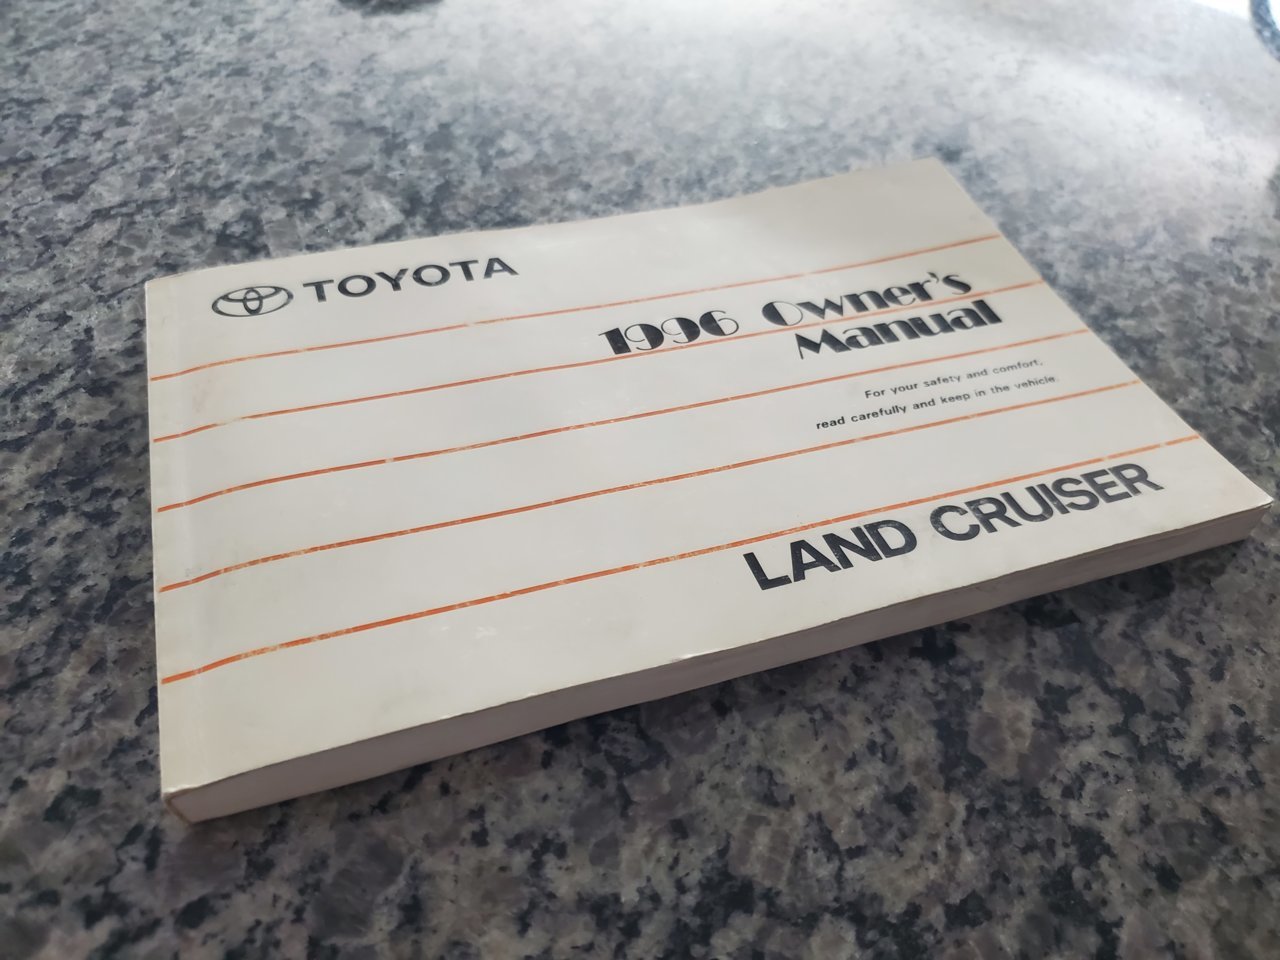 TOYOTA
1996 Owner's
Manual
For your safety and comfort,
read carefully and keep in the vehicle.
LAND CRUISER